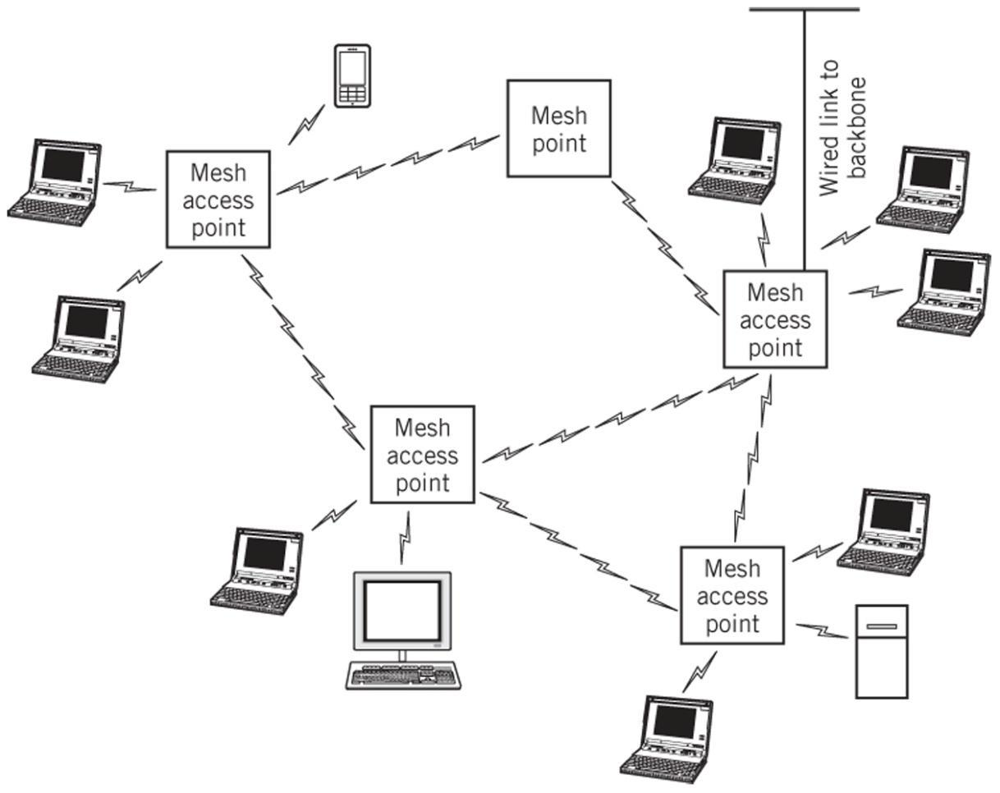 Mesh
point
Wired link to
backbone
Mesh
access
point
Mesh
access
point
Mesh
access
point
Mesh
access
point